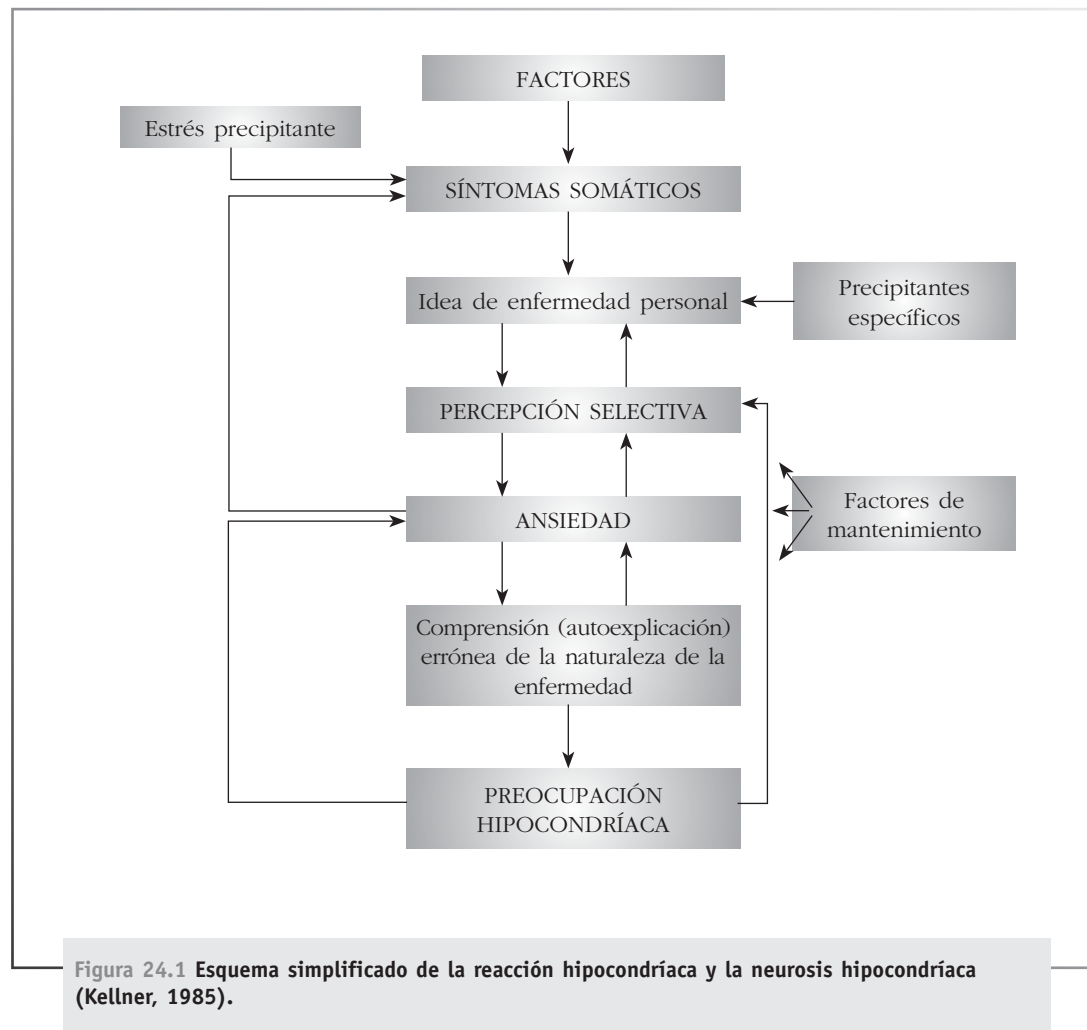 FACTORES
Estrés precipitante
SÍNTOMAS SOMÁTICOS
Idea de enfermedad personal
Precipitantes
específicos
PERCEPCIÓN SELECTIVA
ANSIEDAD
Factores de
mantenimiento
Comprensión (autoexplicación)
errónea de la naturaleza de la
enfermedad
PREOCUPACIÓN
HIPOCONDRÍACA
Figura 24.1 Esquema simplificado de la reacción hipocondríaca y la neurosis hipocondríaca
(Kellner, 1985).